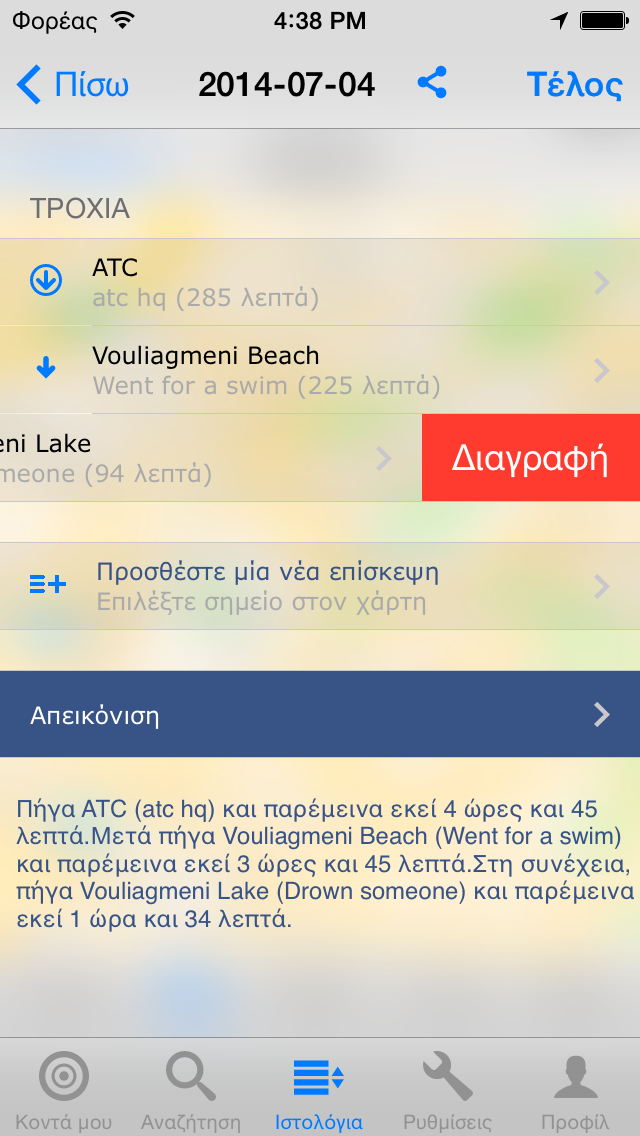 Φορέας 4:38 PM
Πίσω 2014-07-04 Τέλος
ΤΡΟΧΙΑ
ATC
atc hq (285 λεπτά)
Vouliagmeni Beach
Went for a swim (225 λεπτά)
eni Lake
meone (94 λεπτά)
Διαγραφή
Προσθέστε μία νέα επίσκεψη
Επιλέξτε σημείο στον χάρτη
Απεικόνιση
Πήγα ATC (atc hq) και παρέμεινα εκεί 4 ώρες και 45
λεπτά.Μετά πήγα Vouliagmeni Beach (Went for a swim)
και παρέμεινα εκεί 3 ώρες και 45 λεπτά.Στη συνέχεια,
πήγα Vouliagmeni Lake (Drown someone) και παρέμεινα
εκεί 1 ώρα και 34 λεπτά.
Κοντά μου Αναζήτηση Ιστολόγια Ρυθμίσεις Προφίλ